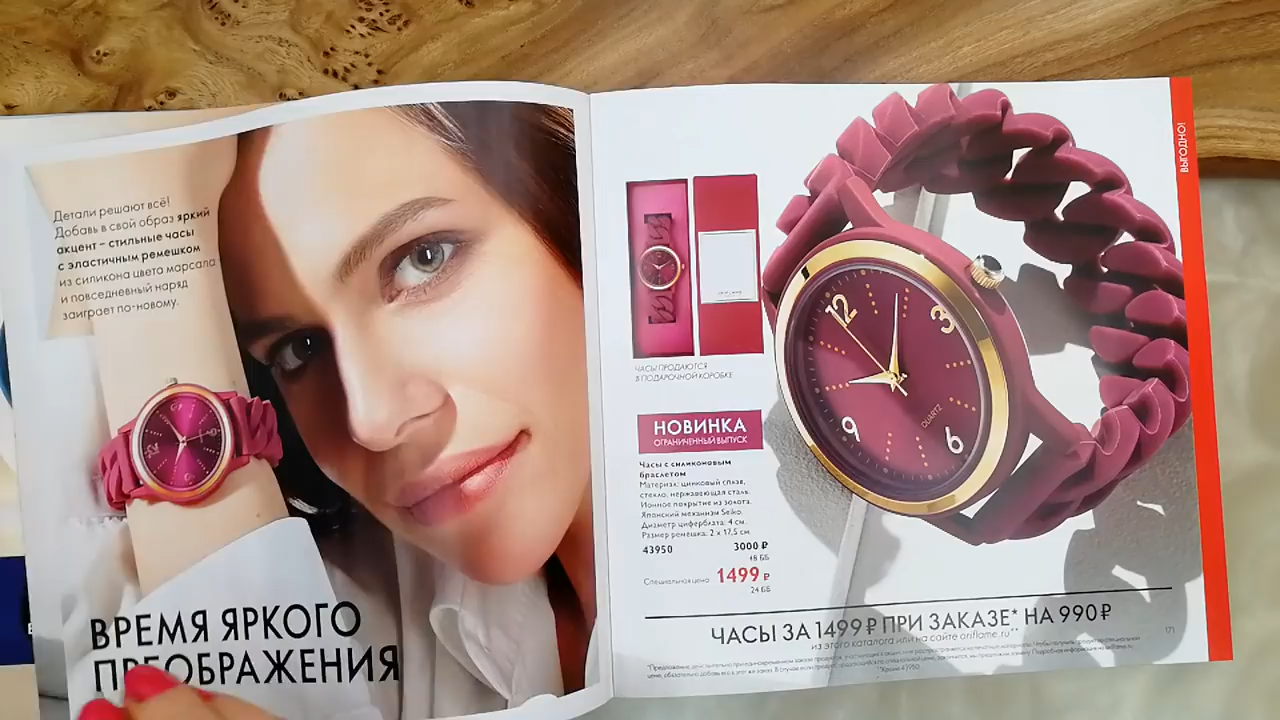 Детали решают всё!
Добавь в свой образ яркий
акцент – стильные часы
с эластичным ремешком
из силикона цвета марсала
и повседневный наряд
заиграет по-новому.
ВРЕМЯ ЯРКОГО
ПРЕОБРАЖЕНИЯ
ВЫГОДНО!
ЧАСЫ ПРОДАЮТСЯ
В ПОДАРОЧНОЙ КОРОБКЕ
12
3
6
9
QUARTZ
НОВИНКА
ОГРАНИЧЕННЫЙ ВЫПУСК
Часы с силиконовым
браслетом
Материал: цинковый сплав,
стекло, нержавеющая сталь.
Ионное покрытие из золота.
Японский механизм Seiko.
Диаметр циферблата: 4 см.
Размер ремешка: 2 x 17,5 см.
43950 3000 ₽
48 ББ
Специальная цена 1499 ₽
24 ББ
ЧАСЫ ЗА 1499 ₽ ПРИ ЗАКАЗЕ* НА 990 ₽
из этого каталога или на сайте oriflame.ru**
171